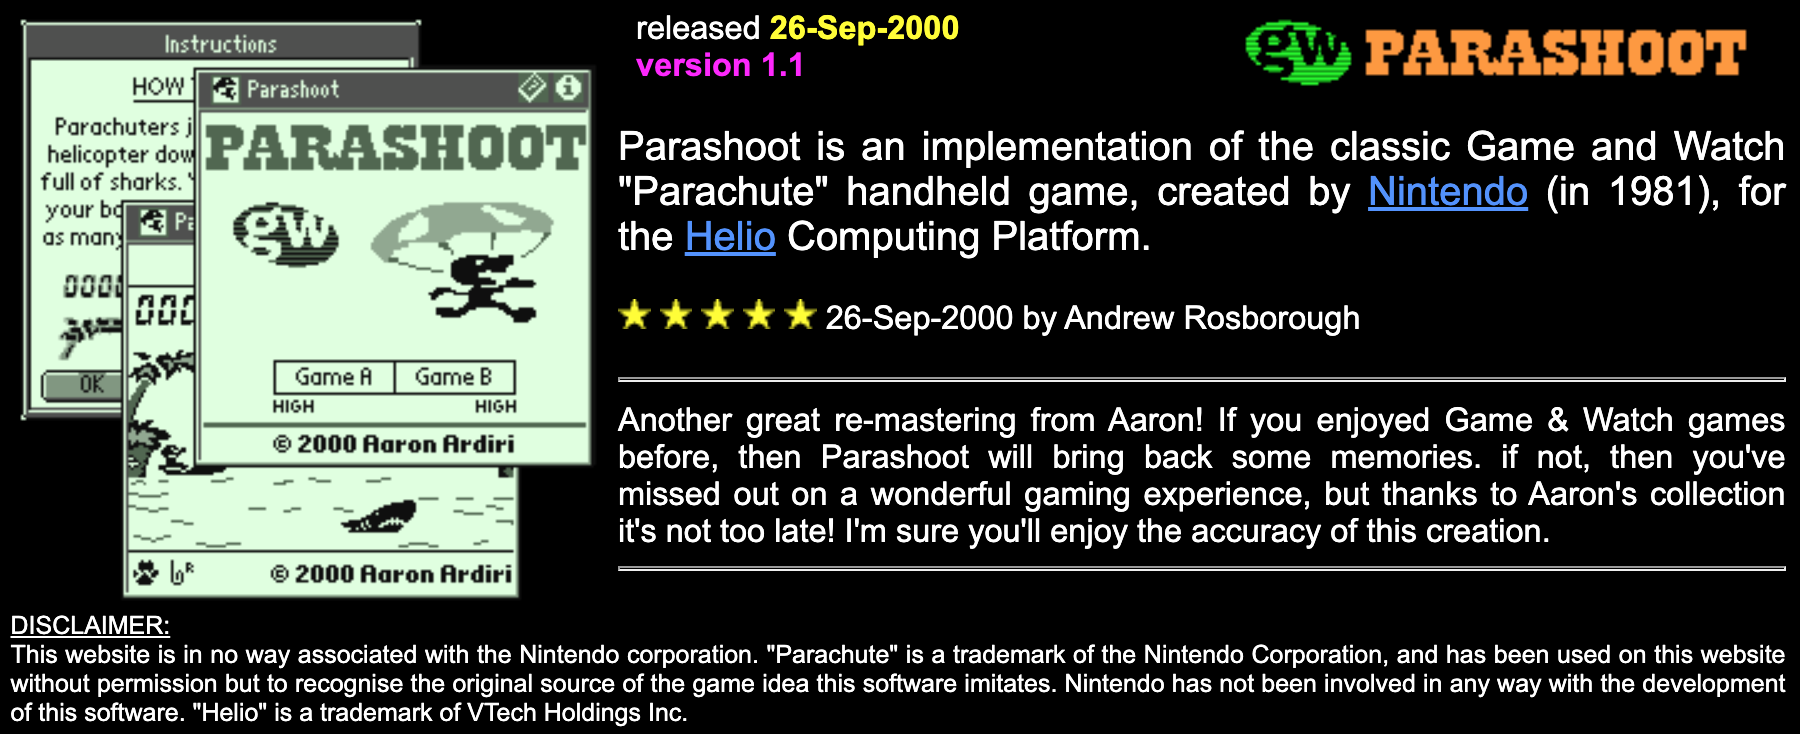 Instructions
HOW
Parachuters j
helicopter dow
full of sharks.
your bo
as many
OK
Parashoot
PARASHOOT
gw
Game A Game B
HIGH HIGH
© 2000 Aaron Ardiri
Pa
000
© 2000 Aaron Ardiri
released 26-Sep-2000
version 1.1
gw PARASHOOT
Parashoot is an implementation of the classic Game and Watch
"Parachute" handheld game, created by Nintendo (in 1981), for
the Helio Computing Platform.
26-Sep-2000 by Andrew Rosborough
Another great re-mastering from Aaron! If you enjoyed Game & Watch games
before, then Parashoot will bring back some memories. if not, then you've
missed out on a wonderful gaming experience, but thanks to Aaron's collection
it's not too late! I'm sure you'll enjoy the accuracy of this creation.
DISCLAIMER:
This website is in no way associated with the Nintendo corporation. "Parachute" is a trademark of the Nintendo Corporation, and has been used on this website
without permission but to recognise the original source of the game idea this software imitates. Nintendo has not been involved in any way with the development
of this software. "Helio" is a trademark of VTech Holdings Inc.